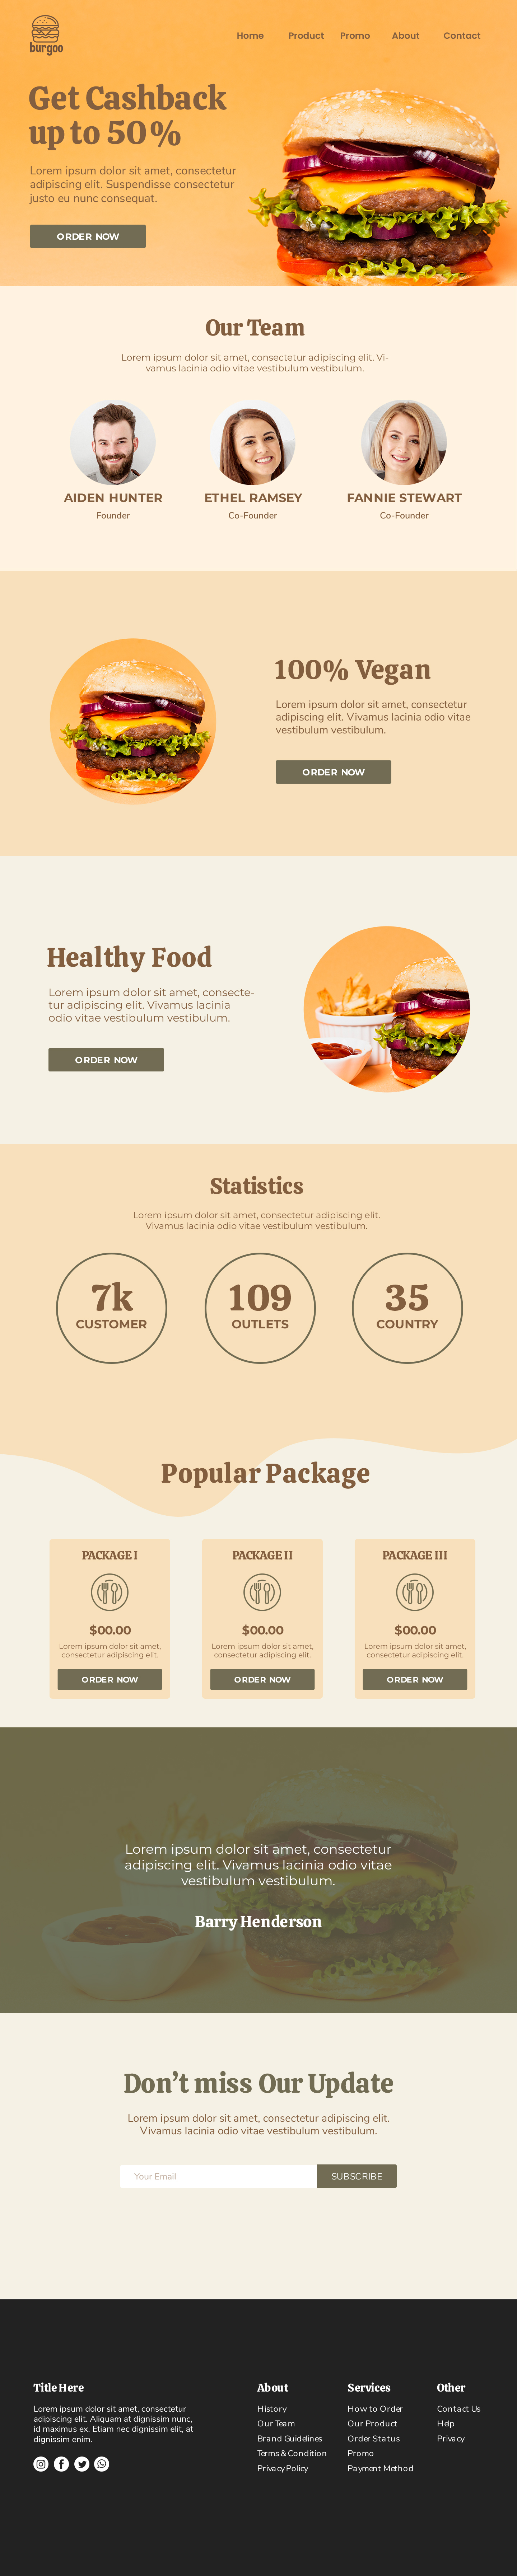 burgoo
Home Product Promo About Contact
Get Cashback
up to 50%
Lorem ipsum dolor sit amet, consectetur
adipiscing elit. Suspendisse consectetur
justo eu nunc consequat.
ORDER NOW
Our Team
Lorem ipsum dolor sit amet, consectetur adipiscing elit. Vi-
vamus lacinia odio vitae vestibulum vestibulum.
AIDEN HUNTER
Founder
ETHEL RAMSEY
Co-Founder
FANNIE STEWART
Co-Founder
100% Vegan
Lorem ipsum dolor sit amet, consectetur
adipiscing elit. Vivamus lacinia odio vitae
vestibulum vestibulum.
ORDER NOW
Healthy Food
Lorem ipsum dolor sit amet, consecte-
tur adipiscing elit. Vivamus lacinia
odio vitae vestibulum vestibulum.
ORDER NOW
Statistics
Lorem ipsum dolor sit amet, consectetur adipiscing elit.
Vivamus lacinia odio vitae vestibulum vestibulum.
7k
CUSTOMER
109
OUTLETS
35
COUNTRY
Popular Package
PACKAGE I
$00.00
Lorem ipsum dolor sit amet,
consectetur adipiscing elit.
ORDER NOW
PACKAGE II
$00.00
Lorem ipsum dolor sit amet,
consectetur adipiscing elit.
ORDER NOW
PACKAGE III
$00.00
Lorem ipsum dolor sit amet,
consectetur adipiscing elit.
ORDER NOW
Lorem ipsum dolor sit amet, consectetur
adipiscing elit. Vivamus lacinia odio vitae
vestibulum vestibulum.
Barry Henderson
Don't miss Our Update
Lorem ipsum dolor sit amet, consectetur adipiscing elit.
Vivamus lacinia odio vitae vestibulum vestibulum.
Your Email
SUBSCRIBE
Title Here
Lorem ipsum dolor sit amet, consectetur
adipiscing elit. Aliquam at dignissim nunc,
id maximus ex. Etiam nec dignissim elit, at
dignissim enim.
About
History
Our Team
Brand Guidelines
Terms & Condition
Privacy Policy
Services
How to Order
Our Product
Order Status
Promo
Payment Method
Other
Contact Us
Help
Privacy